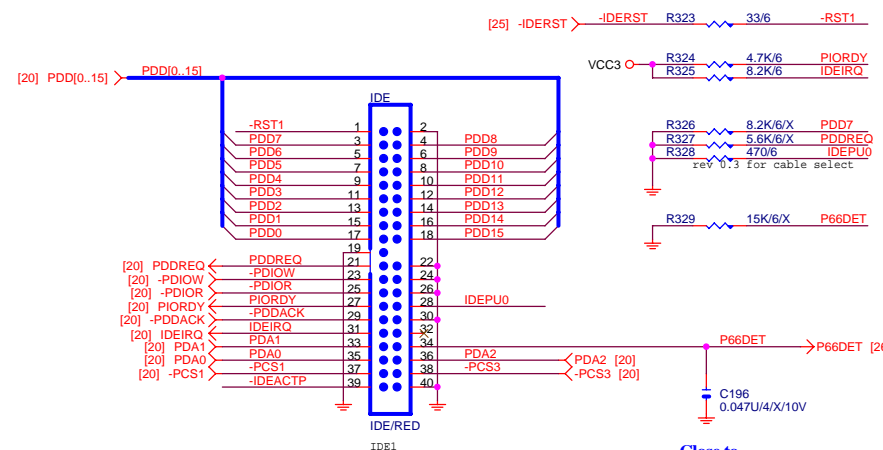 [25] -IDERST -IDERST R323 33/6 -RST1
VCC3 R324 4.7K/6 PIORDY
R325 8.2K/6 IDEIRQ
[20] PDD[0..15] PDD[0..15]
IDE
-RST1 1 2
PDD7 3 4 PDD8
PDD6 5 6 PDD9
PDD5 7 8 PDD10
PDD4 9 10 PDD11
PDD3 11 12 PDD12
PDD2 13 14 PDD13
PDD1 15 16 PDD14
PDD0 17 18 PDD15
19
[20] PDDREQ PDDREQ 21 22
[20] -PDIOW -PDIOW 23 24
[20] -PDIOR -PDIOR 25 26
[20] PIORDY PIORDY 27 28 IDEPU0
[20] -PDDACK -PDDACK 29 30
[20] IDEIRQ IDEIRQ 31 32
[20] PDA1 PDA1 33 34 P66DET P66DET
[20] PDA0 PDA0 35 36 PDA2 PDA2 [20]
[20] -PCS1 -PCS1 37 38 -PCS3 -PCS3 [20]
-IDEACTP 39 40
IDE/RED
IDE1
R326 8.2K/6/X PDD7
R327 5.6K/6/X PDDREQ
R328 470/6 IDEPU0
rev 0.3 for cable select
R329 15K/6/X P66DET
C196
0.047U/4/X/10V
Close to